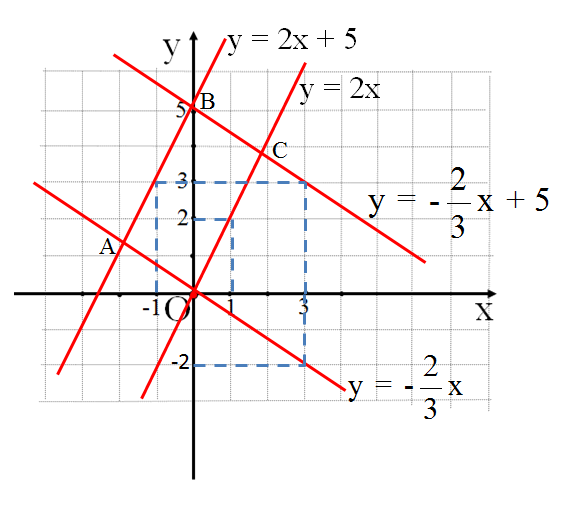 y
y = 2x + 5
y = 2x
5
B
C
3
y = -2/3 x + 5
2
A
-1
O
1
3
x
-2
y = -2/3 x